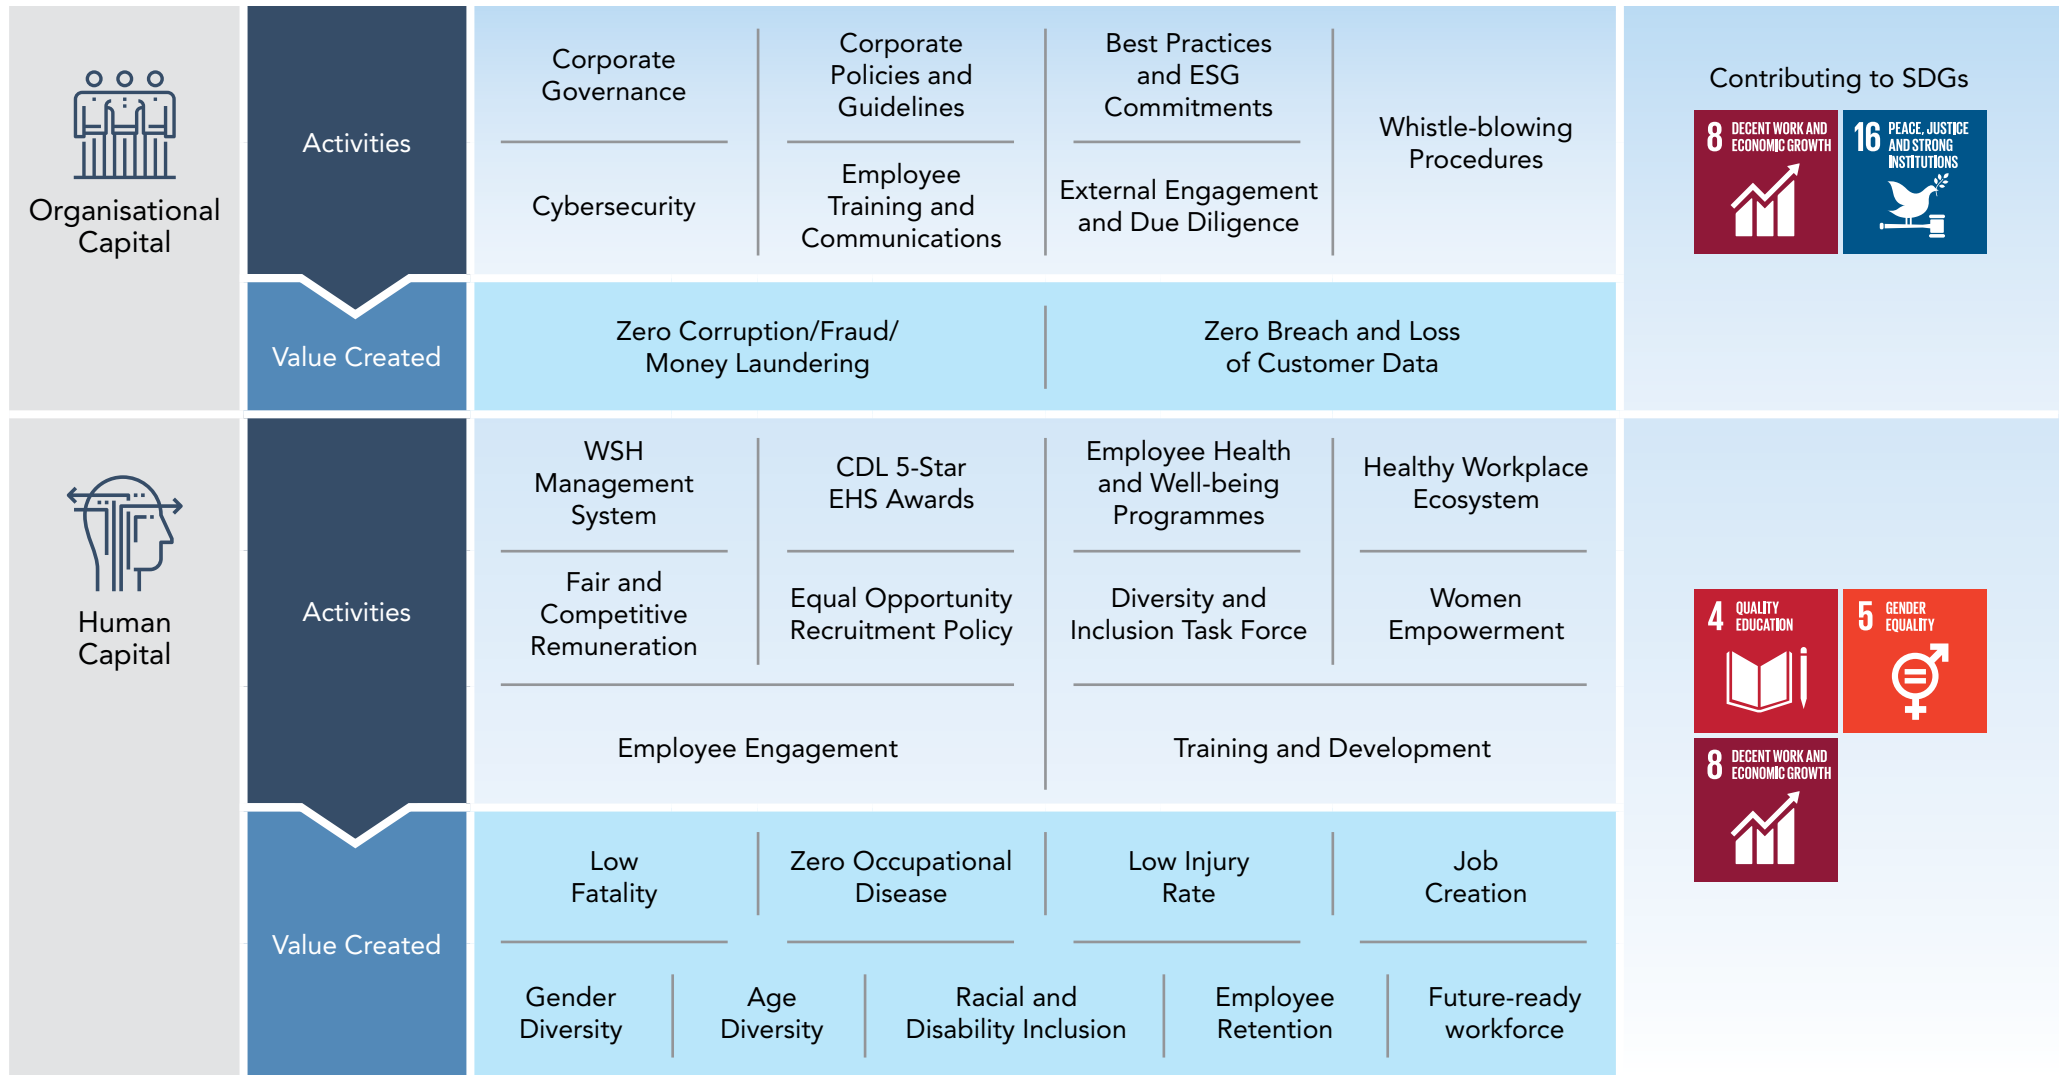 Organisational
Capital
Activities
Corporate
Governance
Corporate
Policies and
Guidelines
Best Practices
and ESG
Commitments
Whistle-blowing
Procedures
Cybersecurity
Employee
Training and
Communications
External Engagement
and Due Diligence
Value Created
Zero Corruption/Fraud/
Money Laundering
Zero Breach and Loss
of Customer Data
Contributing to SDGs
8 DECENT WORK AND
ECONOMIC GROWTH
16 PEACE, JUSTICE
AND STRONG
INSTITUTIONS
Human
Capital
Activities
WSH
Management
System
CDL 5-Star
EHS Awards
Employee Health
and Well-being
Programmes
Healthy Workplace
Ecosystem
Fair and
Competitive
Remuneration
Equal Opportunity
Recruitment Policy
Diversity and
Inclusion Task Force
Women
Empowerment
Employee Engagement
Training and Development
Value Created
Low
Fatality
Zero Occupational
Disease
Low Injury
Rate
Job
Creation
Gender
Diversity
Age
Diversity
Racial and
Disability Inclusion
Employee
Retention
Future-ready
workforce
4 QUALITY
EDUCATION
5 GENDER
EQUALITY
8 DECENT WORK AND
ECONOMIC GROWTH